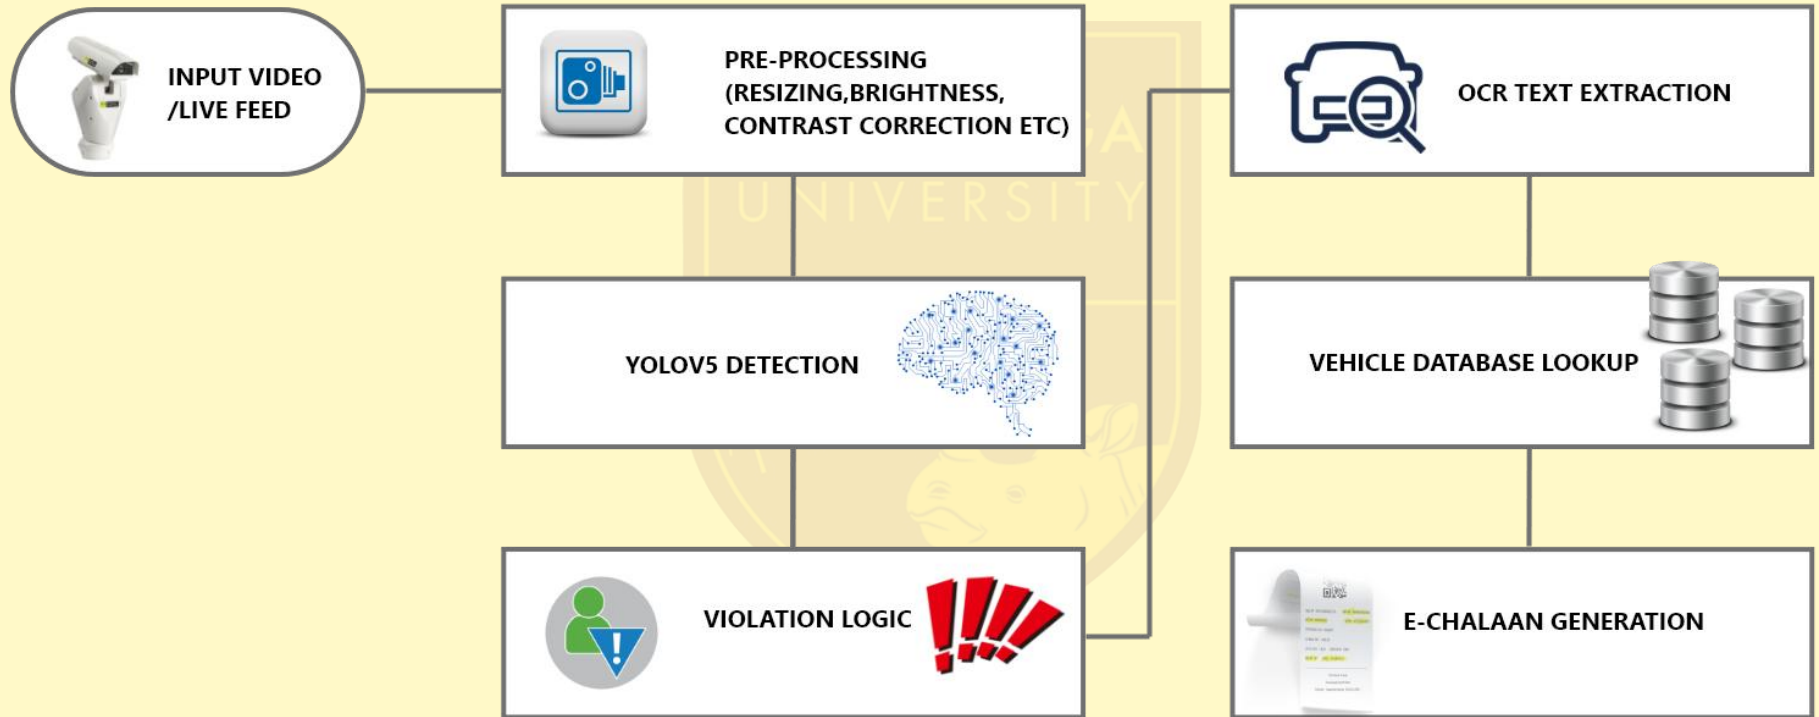 INPUT VIDEO
/LIVE FEED
PRE-PROCESSING
(RESIZING,BRIGHTNESS,
CONTRAST CORRECTION ETC)
YOLOV5 DETECTION
VIOLATION LOGIC
OCR TEXT EXTRACTION
VEHICLE DATABASE LOOKUP
E-CHALAAN GENERATION
UNIVERSITY